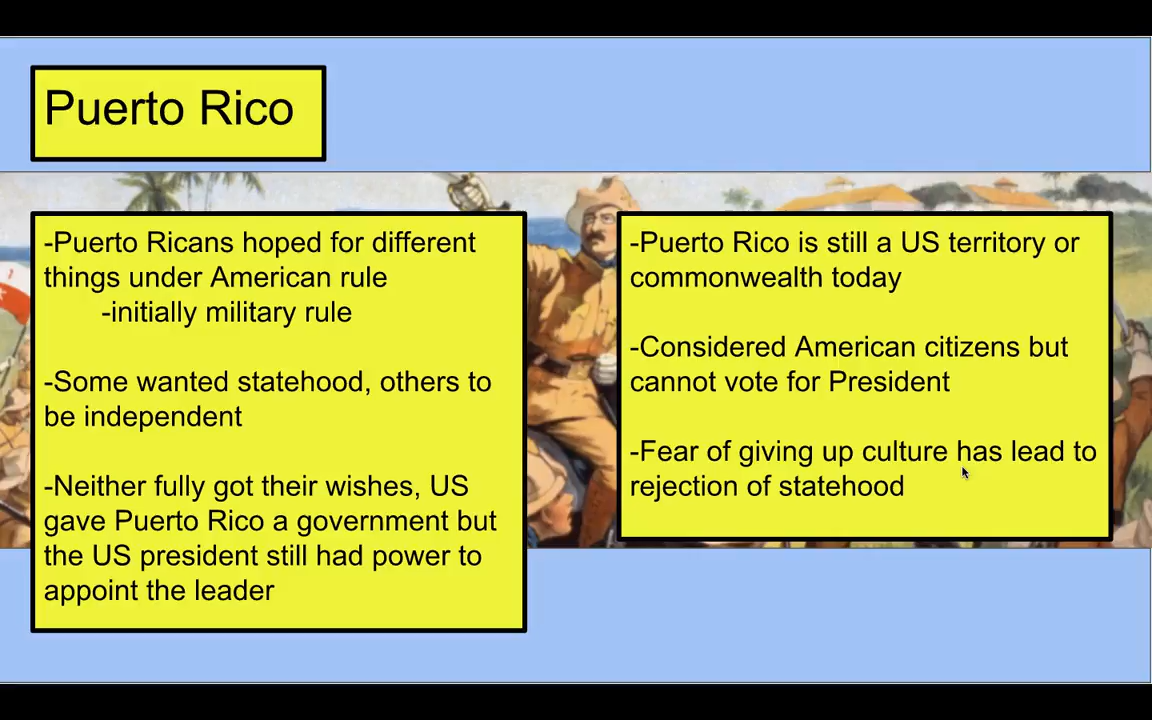 Puerto Rico
-Puerto Ricans hoped for different
things under American rule
-initially military rule
-Some wanted statehood, others to
be independent
-Neither fully got their wishes, US
gave Puerto Rico a government but
the US president still had power to
appoint the leader
-Puerto Rico is still a US territory or
commonwealth today
-Considered American citizens but
cannot vote for President
-Fear of giving up culture has lead to
rejection of statehood